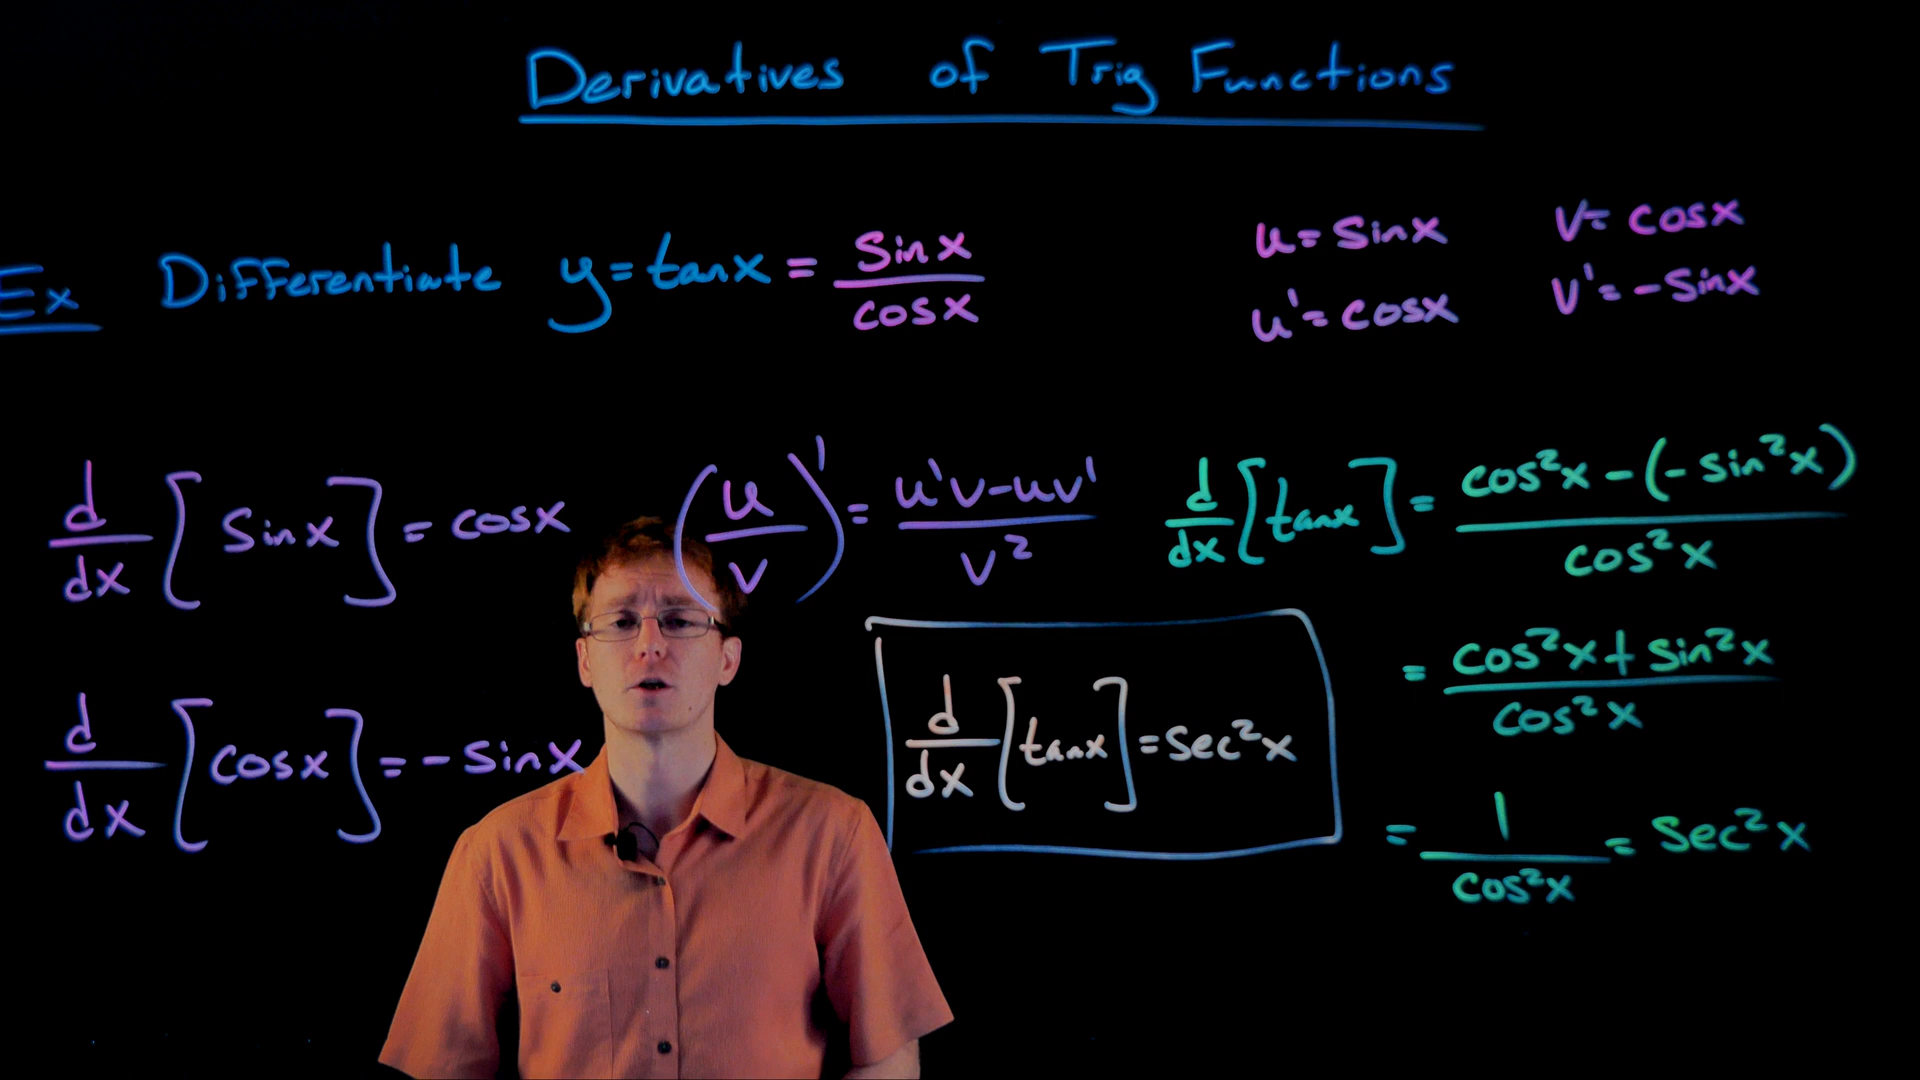 Derivatives of Trig Functions
Ex Differentiate y = tanx = sinx / cosx
u = sinx
u' = cosx
v = cosx
v' = -sinx
d/dx [sinx] = cosx
d/dx [cosx] = -sinx
(u/v)' = (u'v - uv') / v²
d/dx [tanx] = (cos²x - (-sin²x)) / cos²x
= (cos²x + sin²x) / cos²x
= 1 / cos²x = sec²x
d/dx [tanx] = sec²x